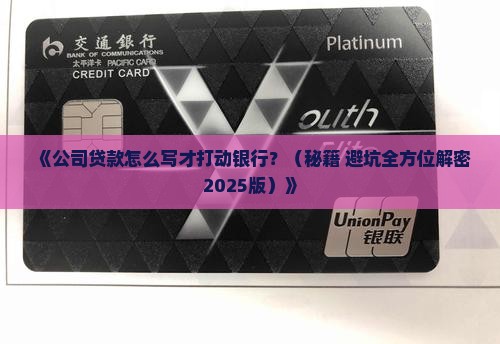 交通銀行
BANK OF COMMUNICATIONS
太平洋卡 PACIFIC CARD
CREDIT CARD
Platinum
outh
Elite
《公司贷款怎么写才打动银行？（秘籍 避坑全方位解密
2025版）》
UnionPay
银联